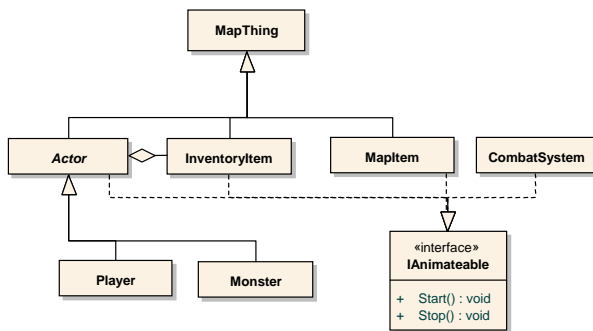 MapThing
Actor
InventoryItem
MapItem
CombatSystem
«interface»
IAnimateable
+ Start() : void
+ Stop() : void
Player
Monster